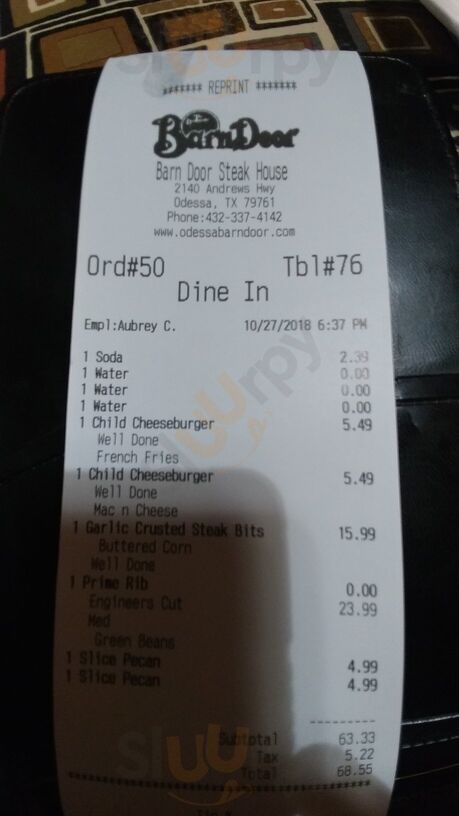 ******* REPRINT *******
BarnDoor
Barn Door Steak House
2140 Andrews Hwy
Odessa, TX 79761
Phone:432-337-4142
www.odessabarndoor.com
Ord#50 Tbl#76
Dine In
Empl:Aubrey C. 10/27/2018 6:37 PM
1 Soda 2.39
1 Water 0.00
1 Water 0.00
1 Water 0.00
1 Child Cheeseburger 5.49
Well Done
French Fries
1 Child Cheeseburger 5.49
Well Done
Mac n Cheese
1 Garlic Crusted Steak Bits 15.99
Buttered Corn
Well Done
1 Prime Rib 0.00
Engineers Cut 23.99
Med
Green Beans
1 Slice Pecan 4.99
1 Slice Pecan 4.99
Subtotal 63.33
Tax 5.22
Total 68.55
Sluurpy
Sluurpy
Sluurpy